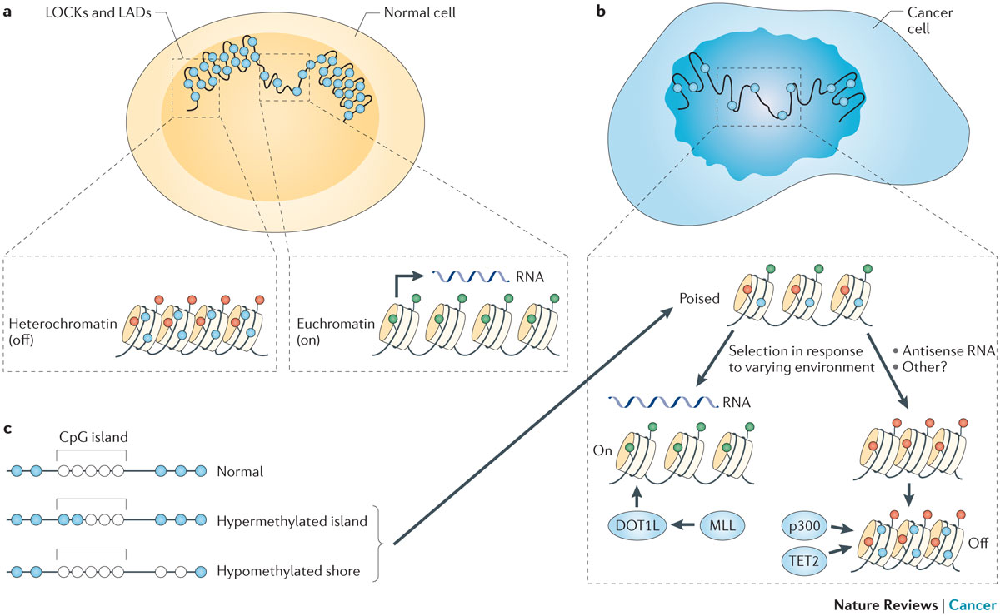 a
LOCKs and LADs
Normal cell
b
Cancer
cell
Heterochromatin
(off)
RNA
Euchromatin
(on)
Poised
Selection in response
to varying environment
• Antisense RNA
• Other?
RNA
On
DOT1L
MLL
p300
TET2
Off
c
CpG island
Normal
Hypermethylated island
Hypomethylated shore
Nature Reviews | Cancer